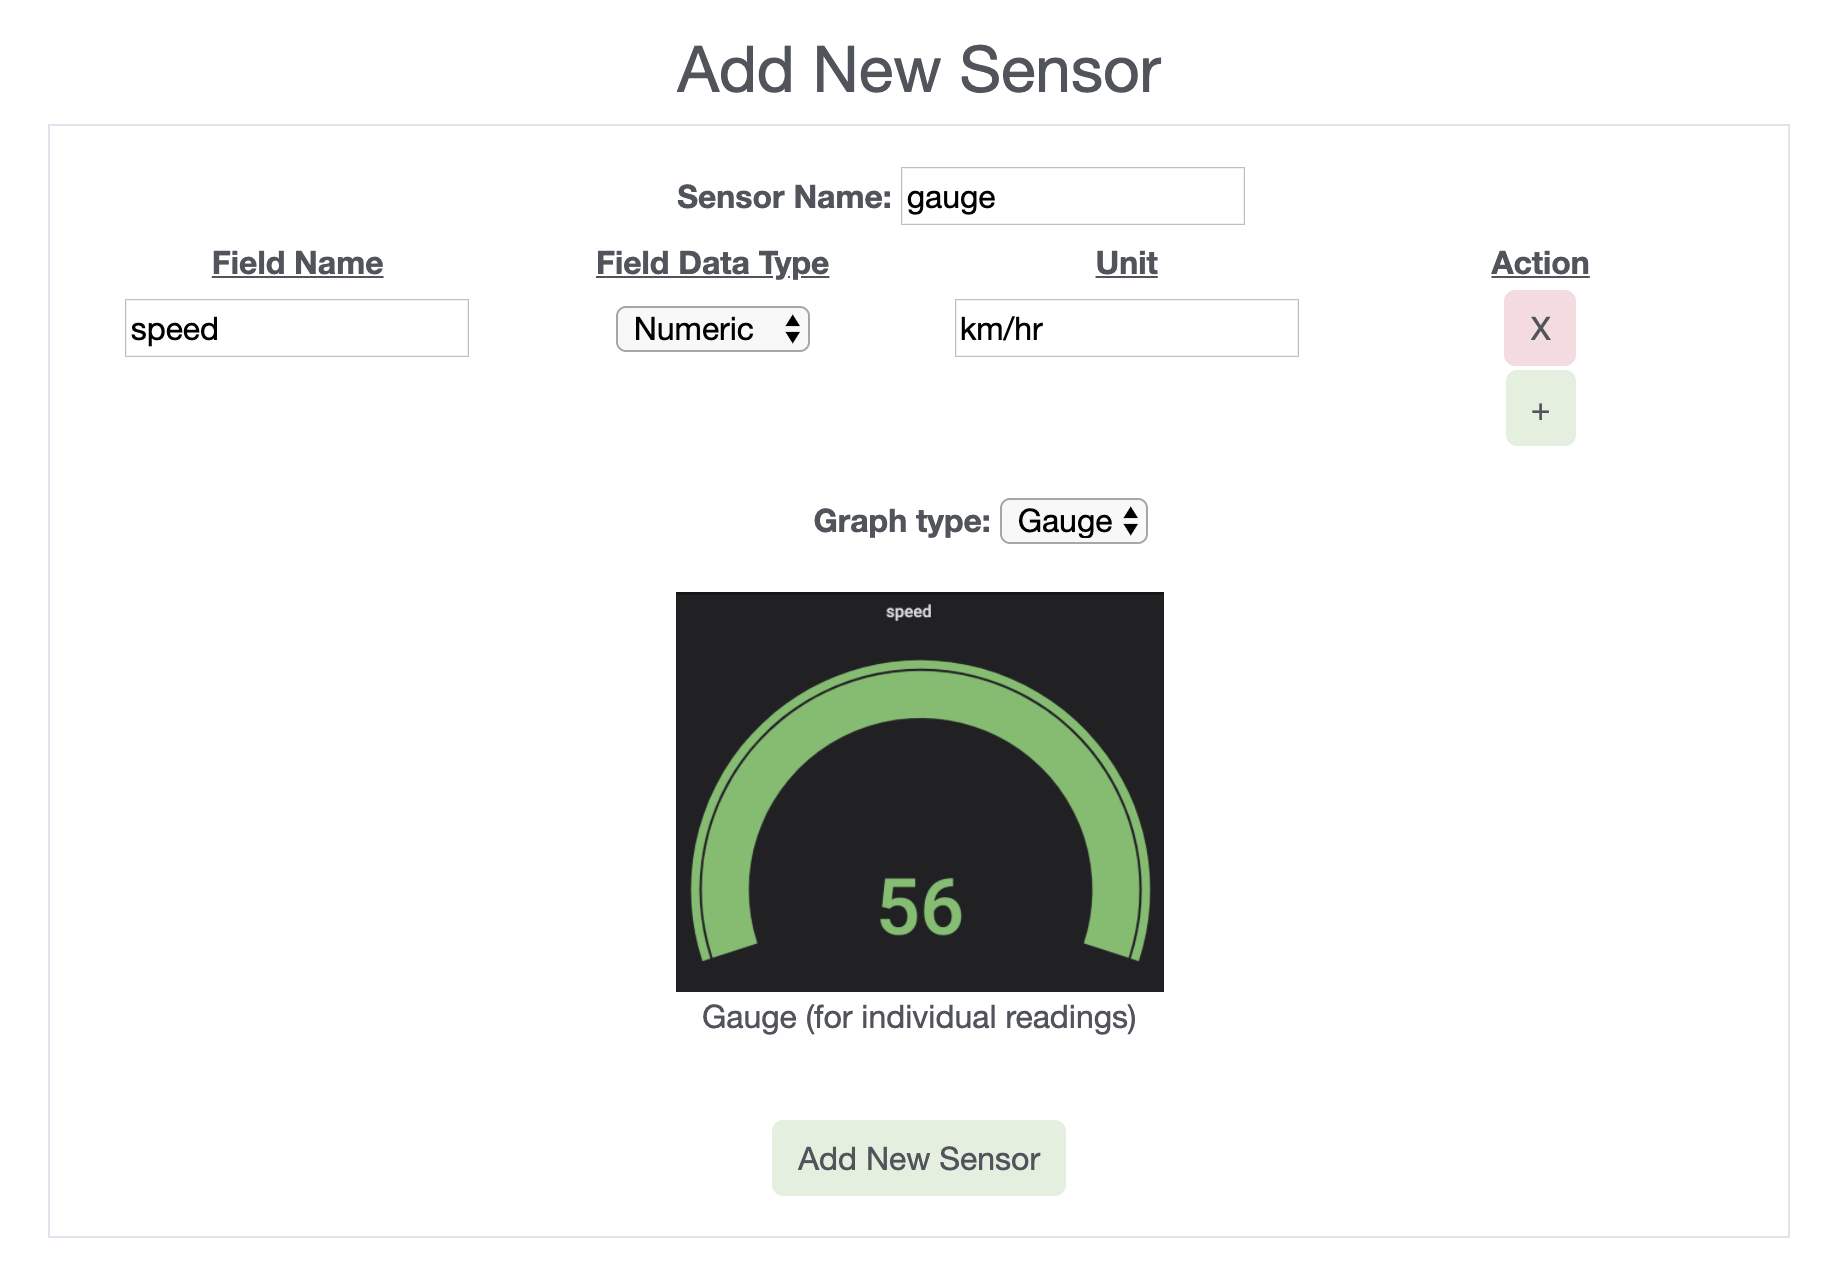 Add New Sensor
Sensor Name: gauge
Field Name Field Data Type Unit Action
speed Numeric km/hr X
+
Graph type: Gauge
speed
56
Gauge (for individual readings)
Add New Sensor